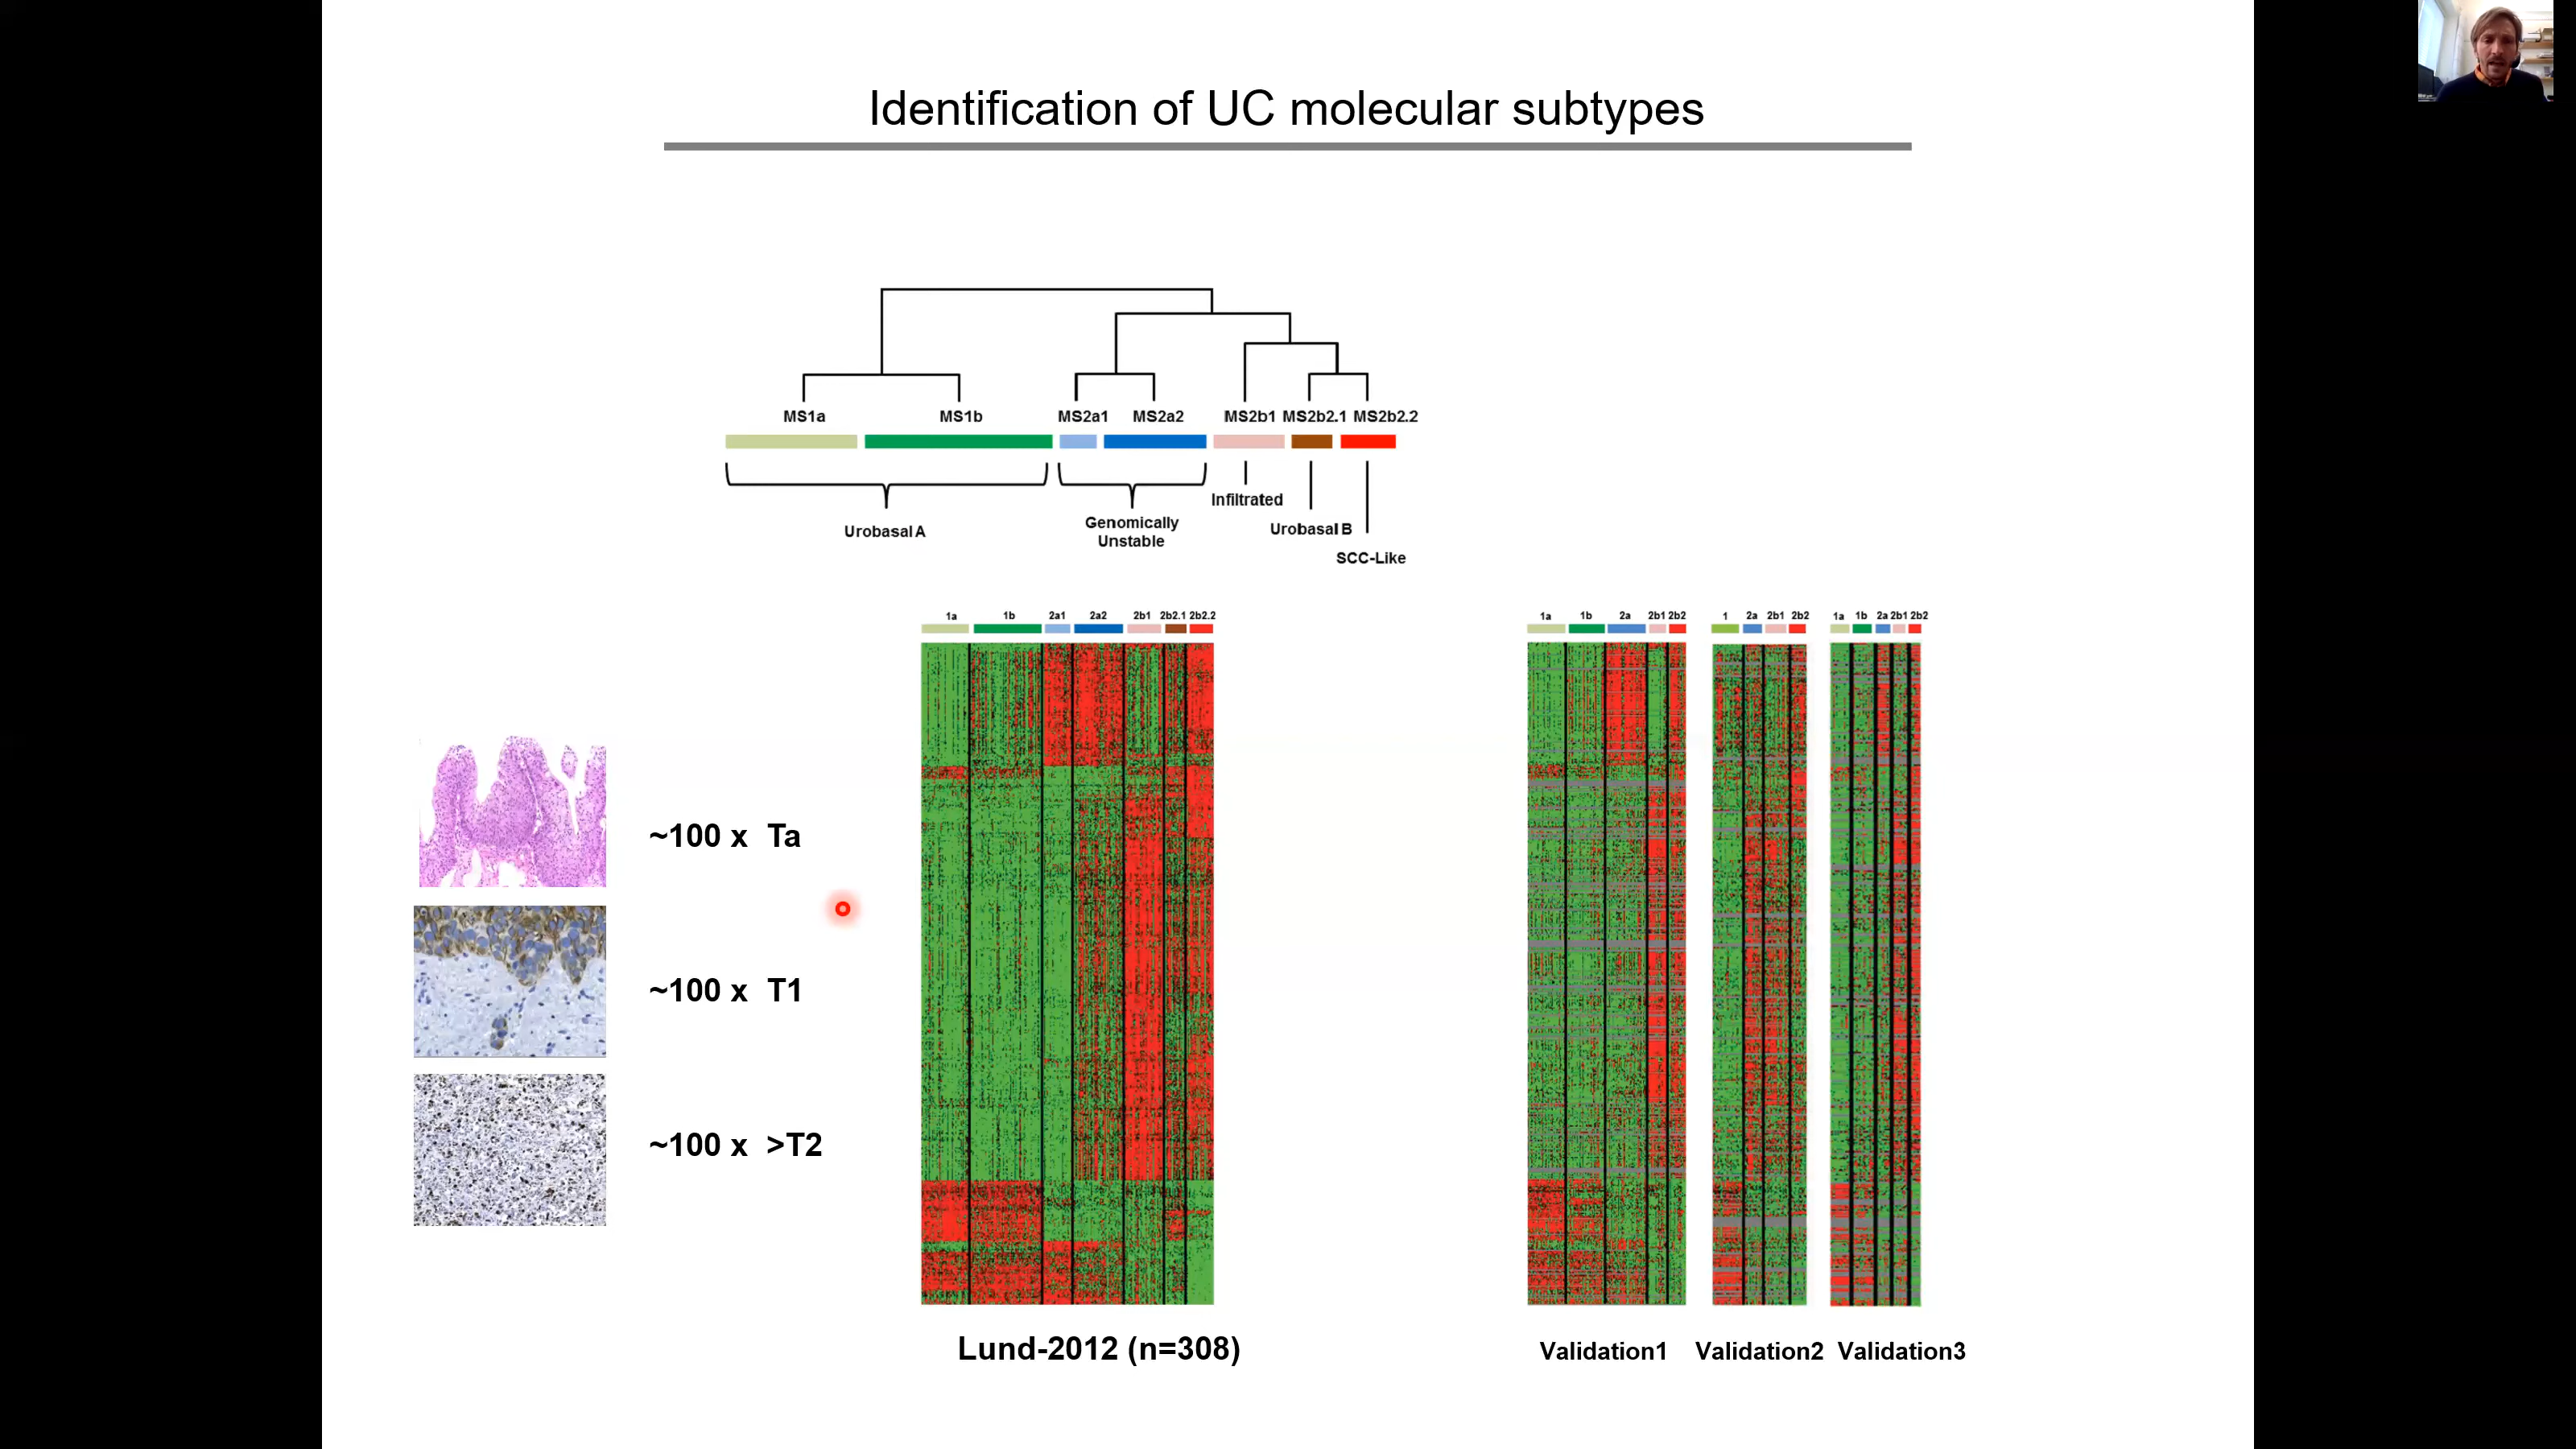 Identification of UC molecular subtypes
MS1a MS1b MS2a1 MS2a2 MS2b1 MS2b2.1 MS2b2.2
Infiltrated
Genomically
Unstable
Urobasal A
Urobasal B
SCC-Like
1a 1b 2a1 2a2 2b1 2b2.1 2b2.2
1a 1b 2a 2b1 2b2
1 2a 2b1 2b2
1a 1b 2a 2b1 2b2
~100 x Ta
~100 x T1
~100 x >T2
Lund-2012 (n=308)
Validation1 Validation2 Validation3